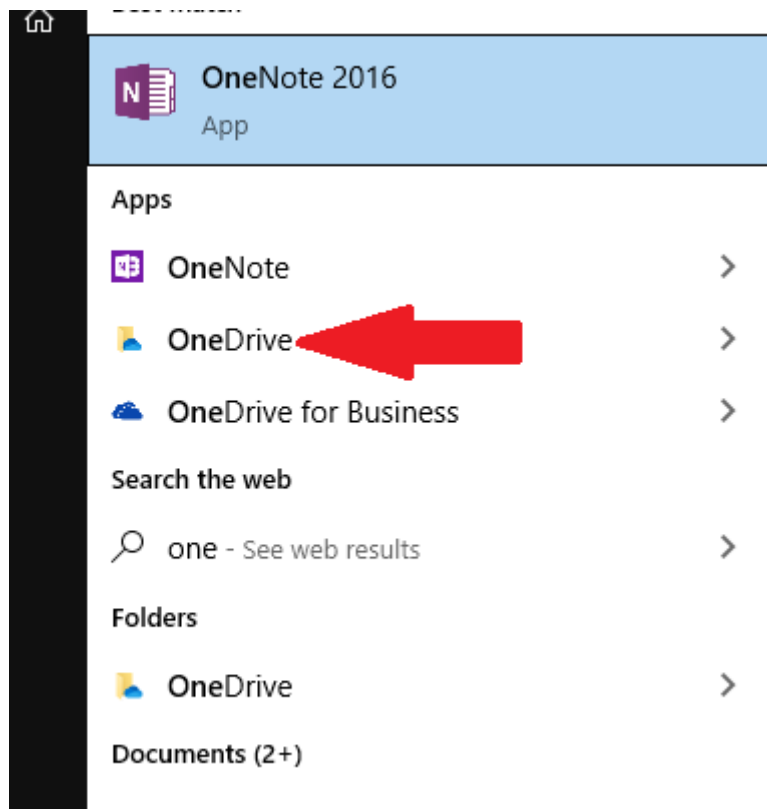 OneNote 2016
App
Apps
OneNote
OneDrive
OneDrive for Business
Search the web
one - See web results
Folders
OneDrive
Documents (2+)